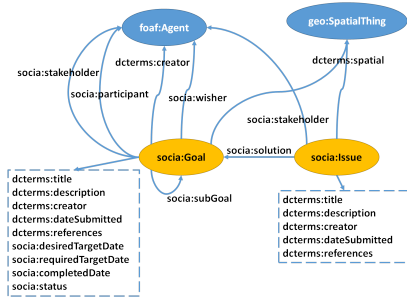 foaf:Agent
geo:SpatialThing
dcterms:creator
dcterms:spatial
socia:stakeholder
socia:participant
socia:wisher
socia:stakeholder
socia:Goal
socia:solution
socia:Issue
socia:subGoal
dcterms:title
dcterms:description
dcterms:creator
dcterms:dateSubmitted
dcterms:references
socia:desiredTargetDate
socia:requiredTargetDate
socia:completedDate
socia:status
dcterms:title
dcterms:description
dcterms:creator
dcterms:dateSubmitted
dcterms:references